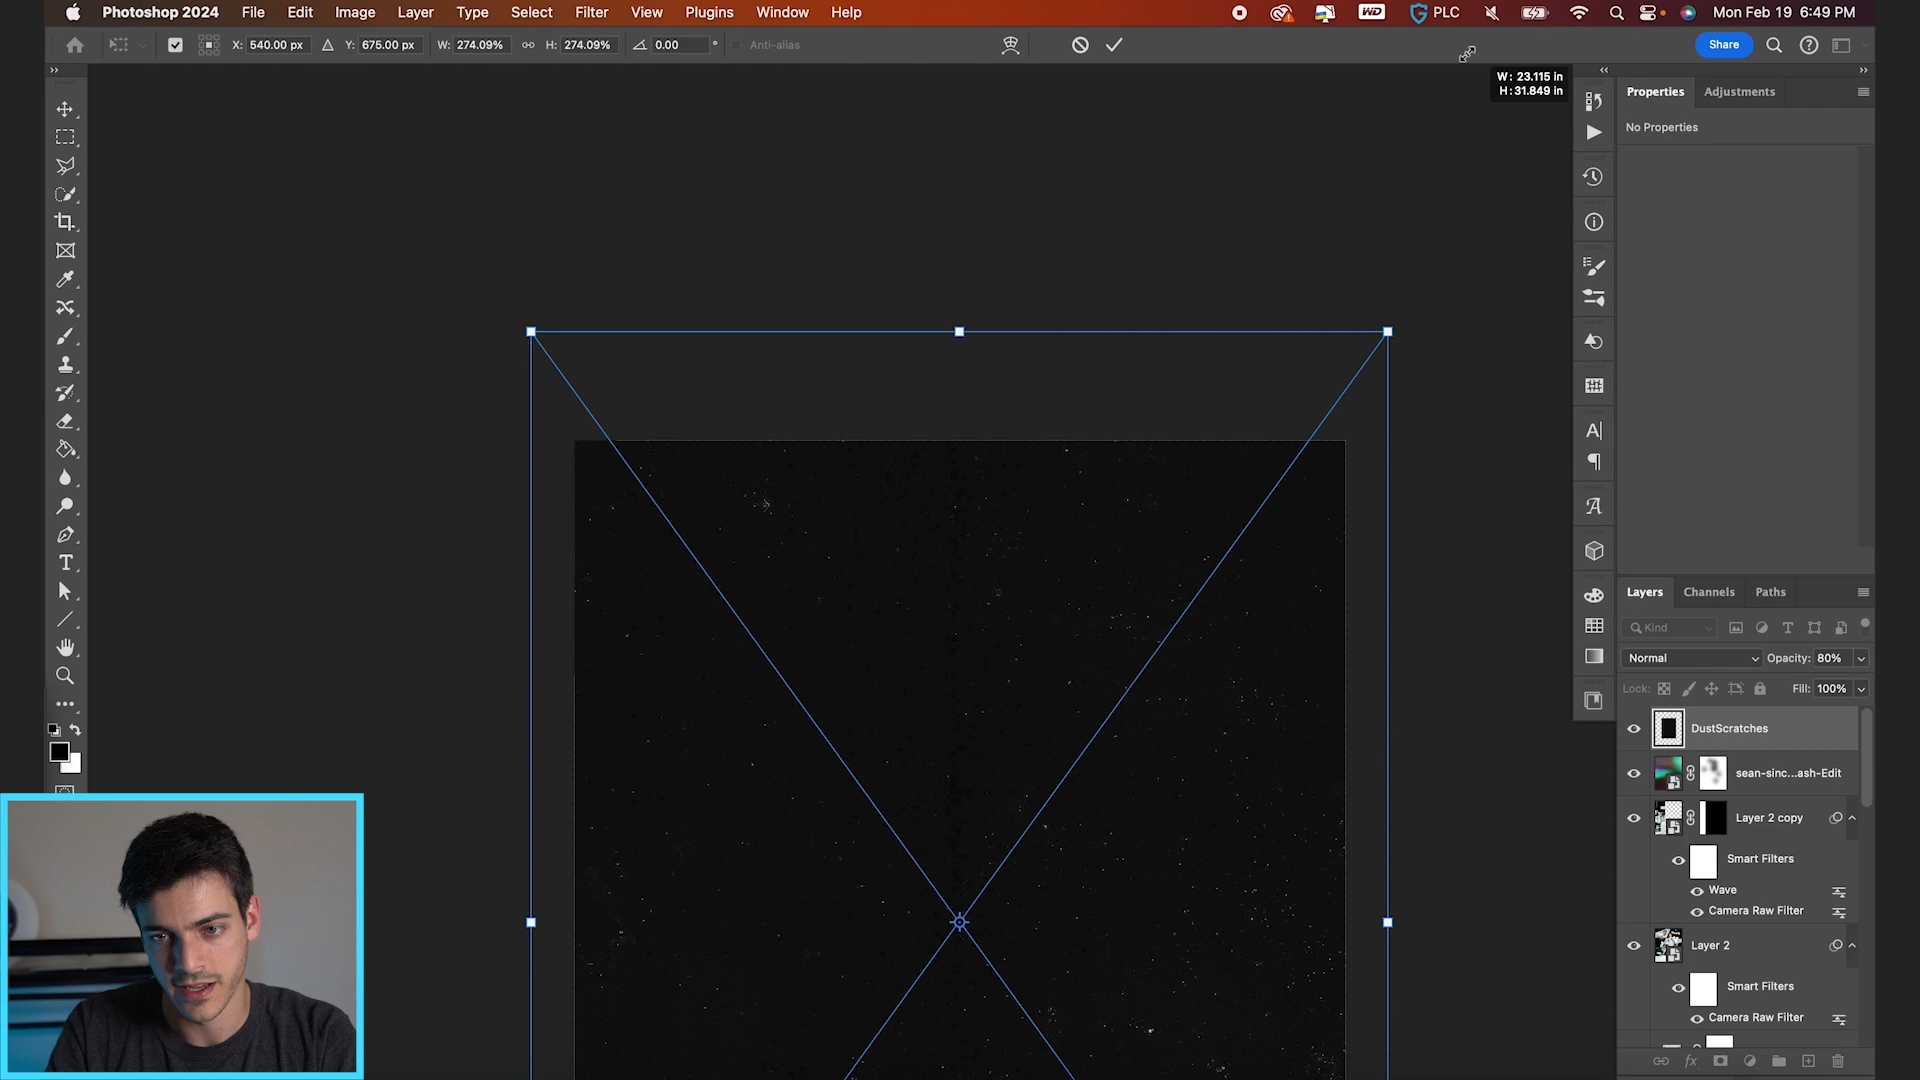 Photoshop 2024 File Edit Image Layer Type Select Filter View Plugins Window Help WD PLC Mon Feb 19 6:49 PM
X: 540.00 px Y: 675.00 px W: 274.09% H: 274.09% 0.00 ° Anti-alias Share
W: 23.115 in
H: 31.849 in
Properties Adjustments
No Properties
Layers Channels Paths
Kind
Normal Opacity: 80%
Lock: Fill: 100%
DustScratches
sean-sinc...ash-Edit
Layer 2 copy
Smart Filters
Wave
Camera Raw Filter
Layer 2
Smart Filters
Camera Raw Filter